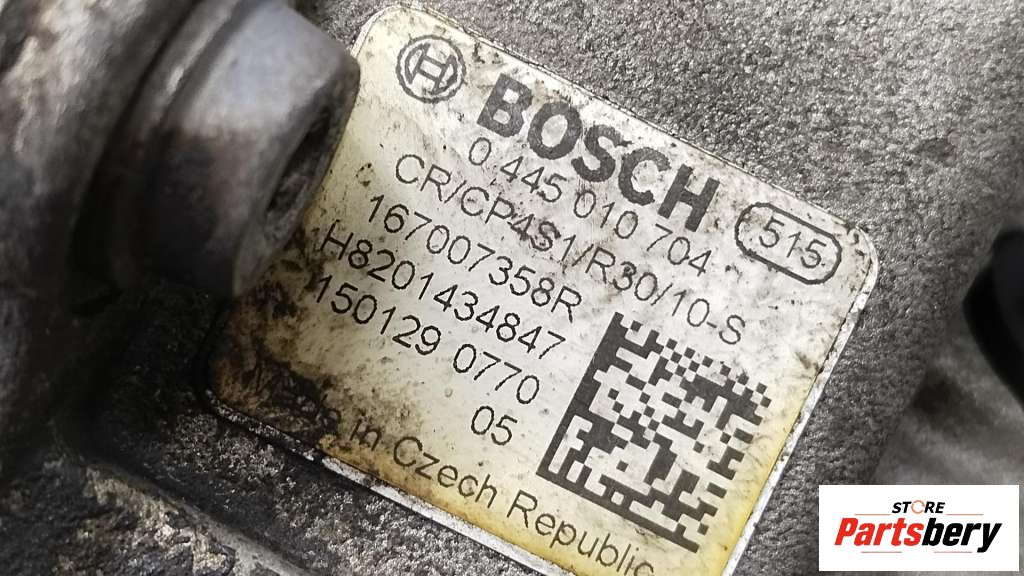 BOSCH
0 445 010 704
515
CR/CP4S1/R30/10-S
167007358R
H8201434847
150129 0770
05
in Czech Republic
STORE
Partsbery